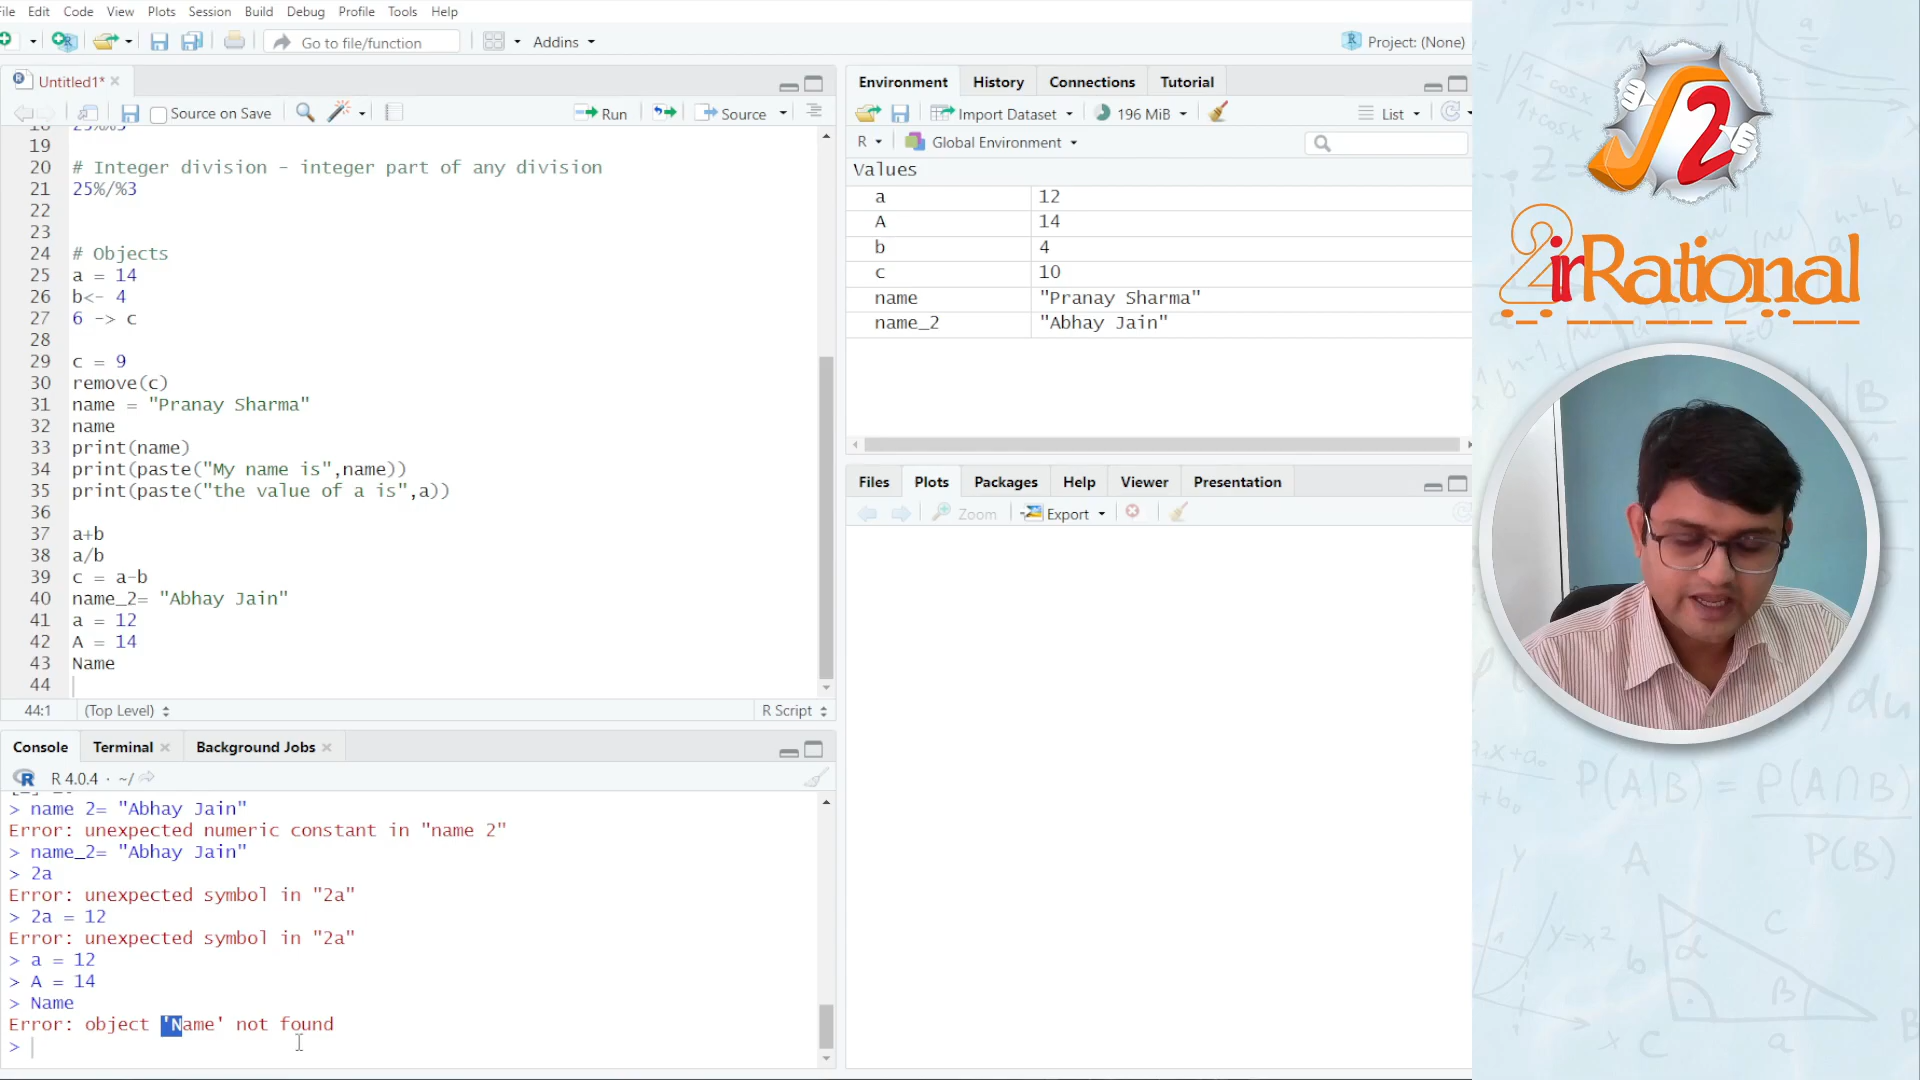 File Edit Code View Plots Session Build Debug Profile Tools Help
Go to file/function Addins Project: (None)
Untitled1*
Source on Save Run Source
19
20 # Integer division - integer part of any division
21 25%/%3
22
23
24 # Objects
25 a = 14
26 b<- 4
27 6 -> c
28
29 c = 9
30 remove(c)
31 name = "Pranay Sharma"
32 name
33 print(name)
34 print(paste("My name is",name))
35 print(paste("the value of a is",a))
36
37 a+b
38 a/b
39 c = a-b
40 name_2= "Abhay Jain"
41 a = 12
42 A = 14
43 Name
44
44:1 (Top Level) R Script
Console Terminal Background Jobs
R 4.0.4 · ~/
> name 2= "Abhay Jain"
Error: unexpected numeric constant in "name 2"
> name_2= "Abhay Jain"
> 2a
Error: unexpected symbol in "2a"
> 2a = 12
Error: unexpected symbol in "2a"
> a = 12
> A = 14
> Name
Error: object 'Name' not found
>
Environment History Connections Tutorial
Import Dataset 196 MiB List
R Global Environment
Values
a 12
A 14
b 4
c 10
name "Pranay Sharma"
name_2 "Abhay Jain"
Files Plots Packages Help Viewer Presentation
Zoom Export
√2
2irRational
P(A|B) = P(A∩B)
P(B)
y=x²